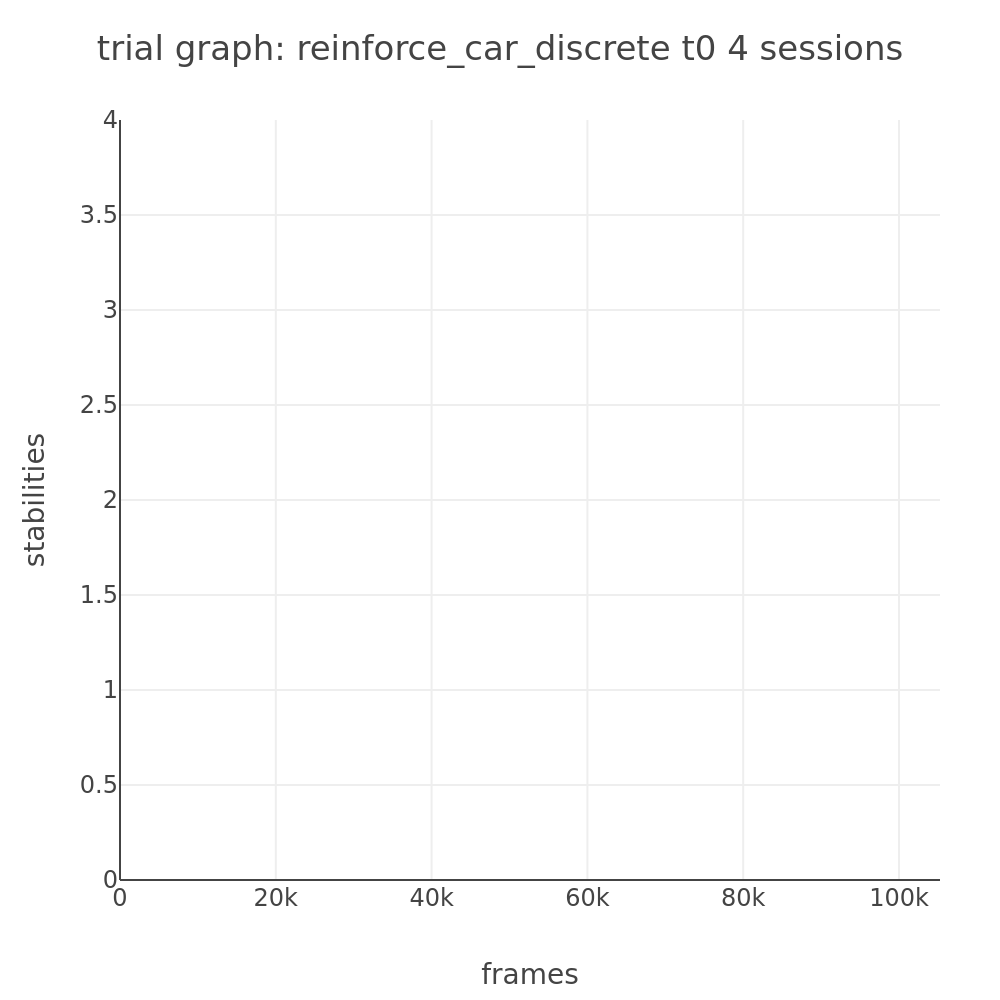 trial graph: reinforce_car_discrete t0 4 sessions
4
3.5
3
2.5
2
1.5
1
0.5
0
stabilities
0 20k 40k 60k 80k 100k
frames